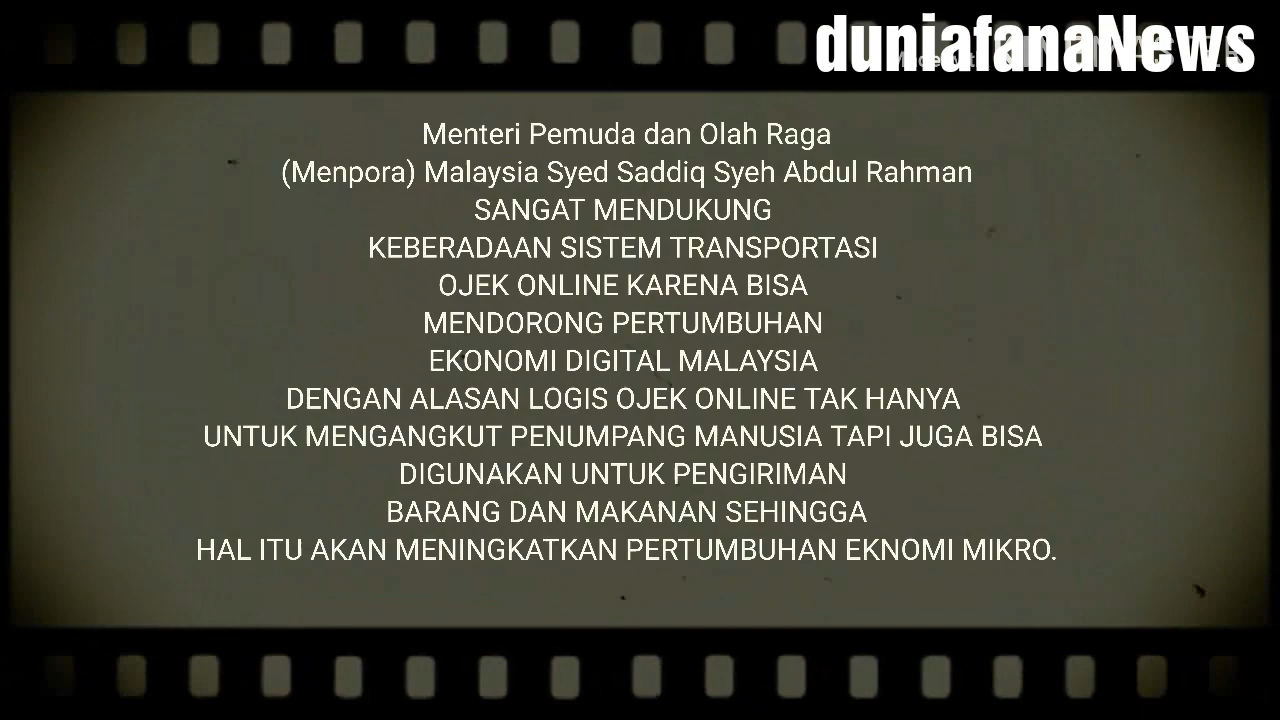 duniafanaNews
Menteri Pemuda dan Olah Raga
(Menpora) Malaysia Syed Saddiq Syeh Abdul Rahman
SANGAT MENDUKUNG
KEBERADAAN SISTEM TRANSPORTASI
OJEK ONLINE KARENA BISA
MENDORONG PERTUMBUHAN
EKONOMI DIGITAL MALAYSIA
DENGAN ALASAN LOGIS OJEK ONLINE TAK HANYA
UNTUK MENGANGKUT PENUMPANG MANUSIA TAPI JUGA BISA
DIGUNAKAN UNTUK PENGIRIMAN
BARANG DAN MAKANAN SEHINGGA
HAL ITU AKAN MENINGKATKAN PERTUMBUHAN EKNOMI MIKRO.